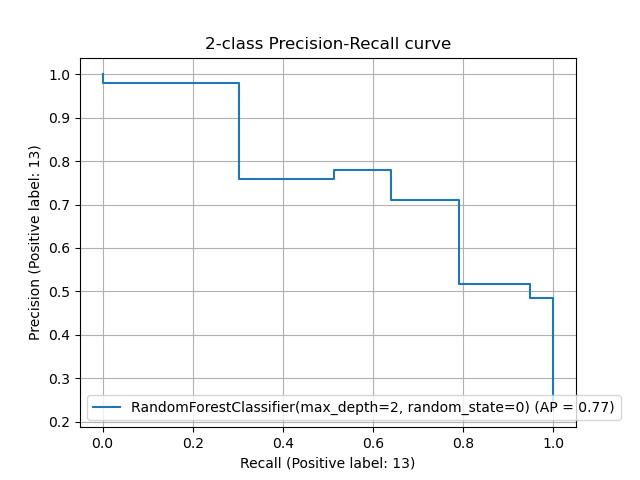 2-class Precision-Recall curve
Precision (Positive label: 13)
1.0
0.9
0.8
0.7
0.6
0.5
0.4
0.3
0.2
RandomForestClassifier(max_depth=2, random_state=0) (AP = 0.77)
0.0 0.2 0.4 0.6 0.8 1.0
Recall (Positive label: 13)